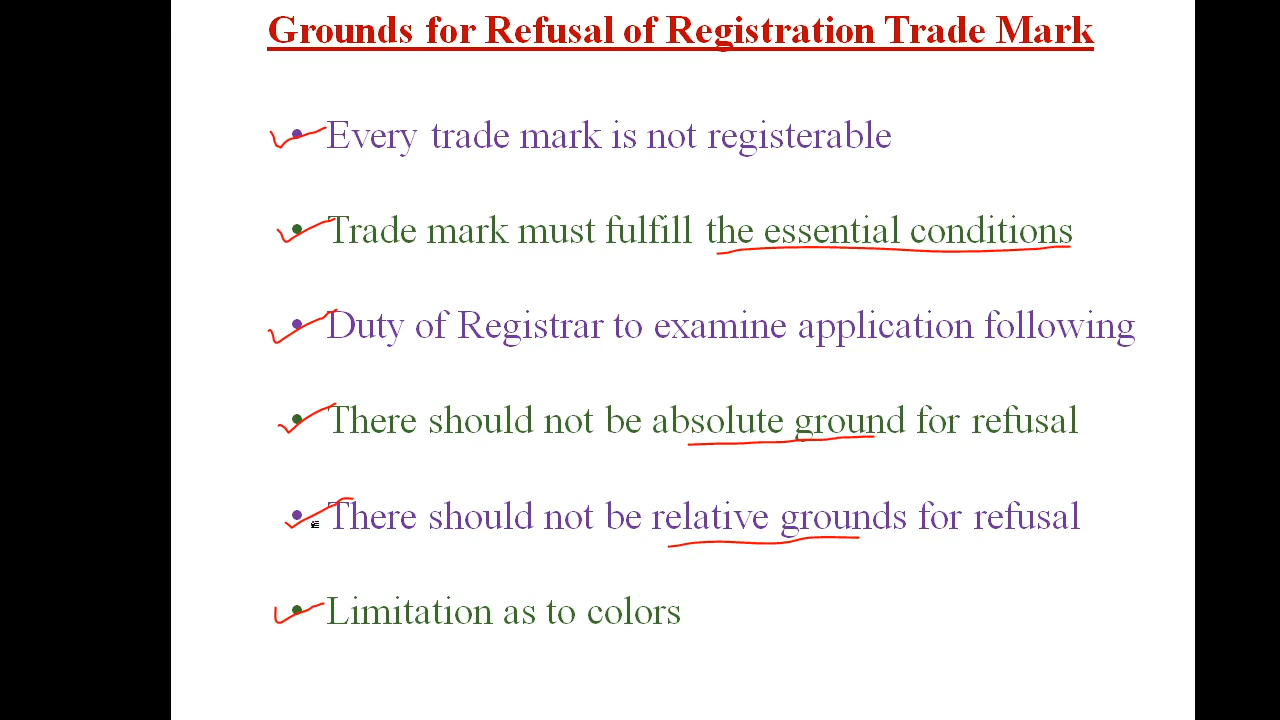 Grounds for Refusal of Registration Trade Mark
• Every trade mark is not registerable
• Trade mark must fulfill the essential conditions
• Duty of Registrar to examine application following
• There should not be absolute ground for refusal
• There should not be relative grounds for refusal
• Limitation as to colors